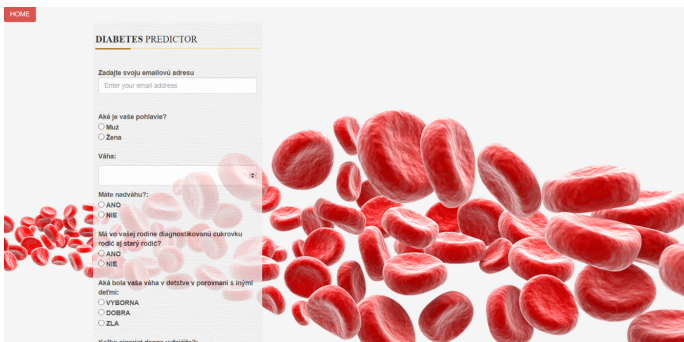 HOME
DIABETES PREDICTOR
Zadajte svoju emailovú adresu
Enter your email address
Aké je vaše pohlavie?
Muž
Žena
Váha:
Máte nadváhu?:
ANO
NIE
Má vo vašej rodine diagnostikovanú cukrovku
rodič aj starý rodič?
ANO
NIE
Aká bola vaša váha v detstve v porovnaní s inými
deťmi:
VYBORNA
DOBRA
ZLA